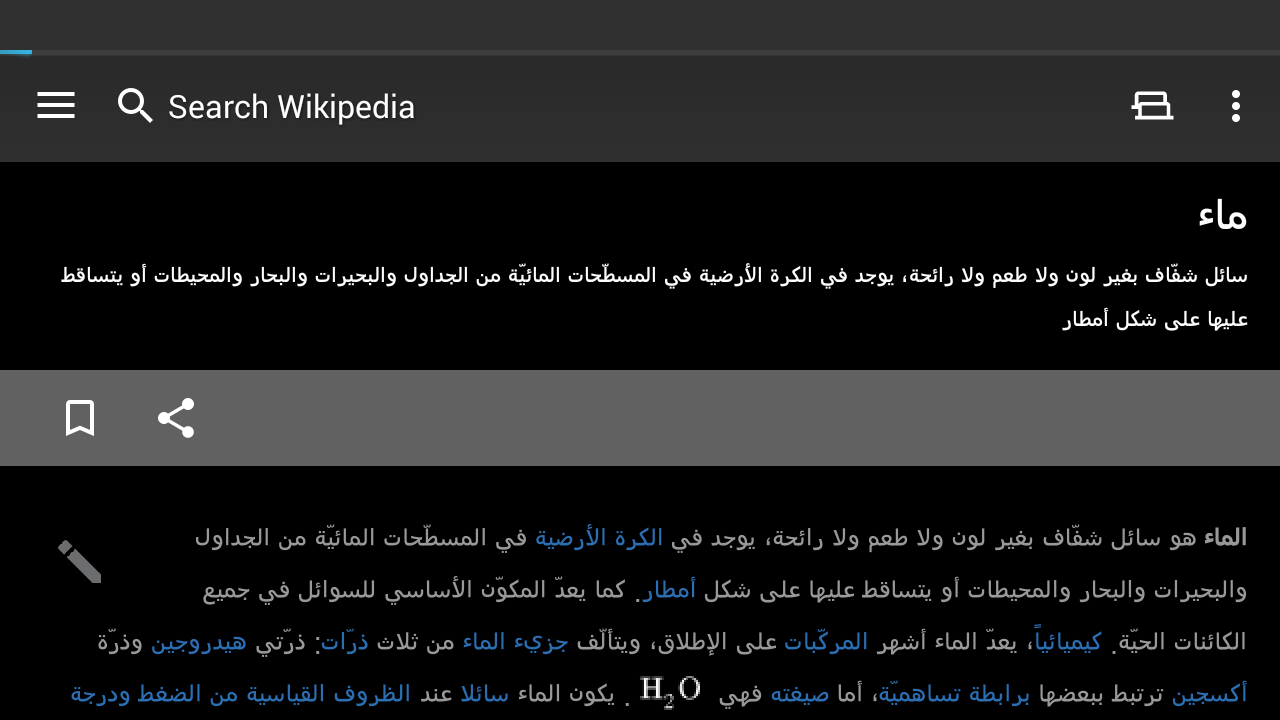 Search Wikipedia
ماء
سائل شفّاف بغير لون ولا طعم ولا رائحة، يوجد في الكرة الأرضية في المسطّحات المائيّة من الجداول والبحيرات والبحار والمحيطات أو يتساقط
عليها على شكل أمطار
الماء هو سائل شفّاف بغير لون ولا طعم ولا رائحة، يوجد في الكرة الأرضية في المسطّحات المائيّة من الجداول
والبحيرات والبحار والمحيطات أو يتساقط عليها على شكل أمطار. كما يعدّ المكوّن الأساسي للسوائل في جميع
الكائنات الحيّة. كيميائياً، يعدّ الماء أشهر المركّبات على الإطلاق، ويتألّف جزيء الماء من ثلاث ذرّات: ذرّتي هيدروجين وذرّة
أكسجين ترتبط ببعضها برابطة تساهميّة، أما صيغته فهي H₂O . يكون الماء سائلا عند الظروف القياسية من الضغط ودرجة